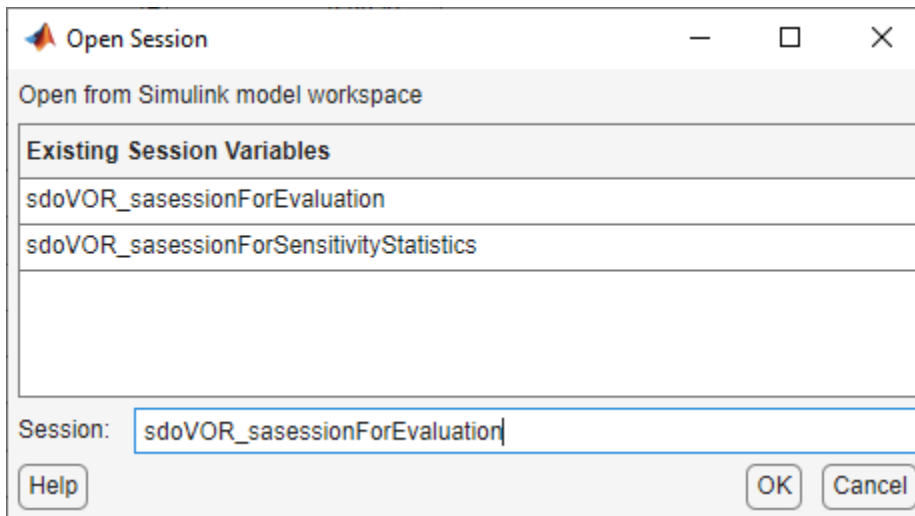 Open Session
Open from Simulink model workspace
Existing Session Variables
sdoVOR_sasessionForEvaluation
sdoVOR_sasessionForSensitivityStatistics
Session: sdoVOR_sasessionForEvaluation
Help OK Cancel